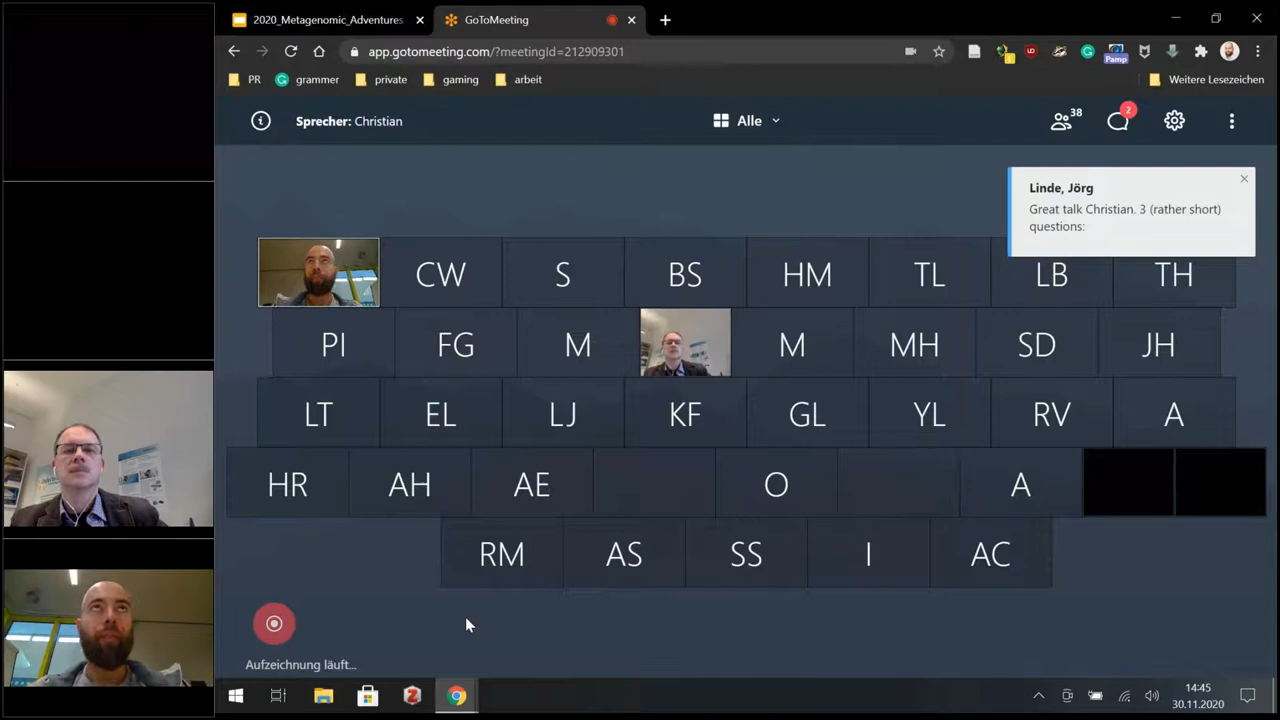 2020_Metagenomic_Adventures
GoToMeeting
app.gotomeeting.com/?meetingId=212909301
1
UD
Pamp
PR
grammer
private
gaming
arbeit
Weitere Lesezeichen
Sprecher: Christian
Alle
38
2
Linde, Jörg
Great talk Christian. 3 (rather short)
questions:
CW S BS HM TL LB TH
PI FG M M MH SD JH
LT EL LJ KF GL YL RV A
HR AH AE O A
RM AS SS I AC
Aufzeichnung läuft...
Z
14:45
30.11.2020